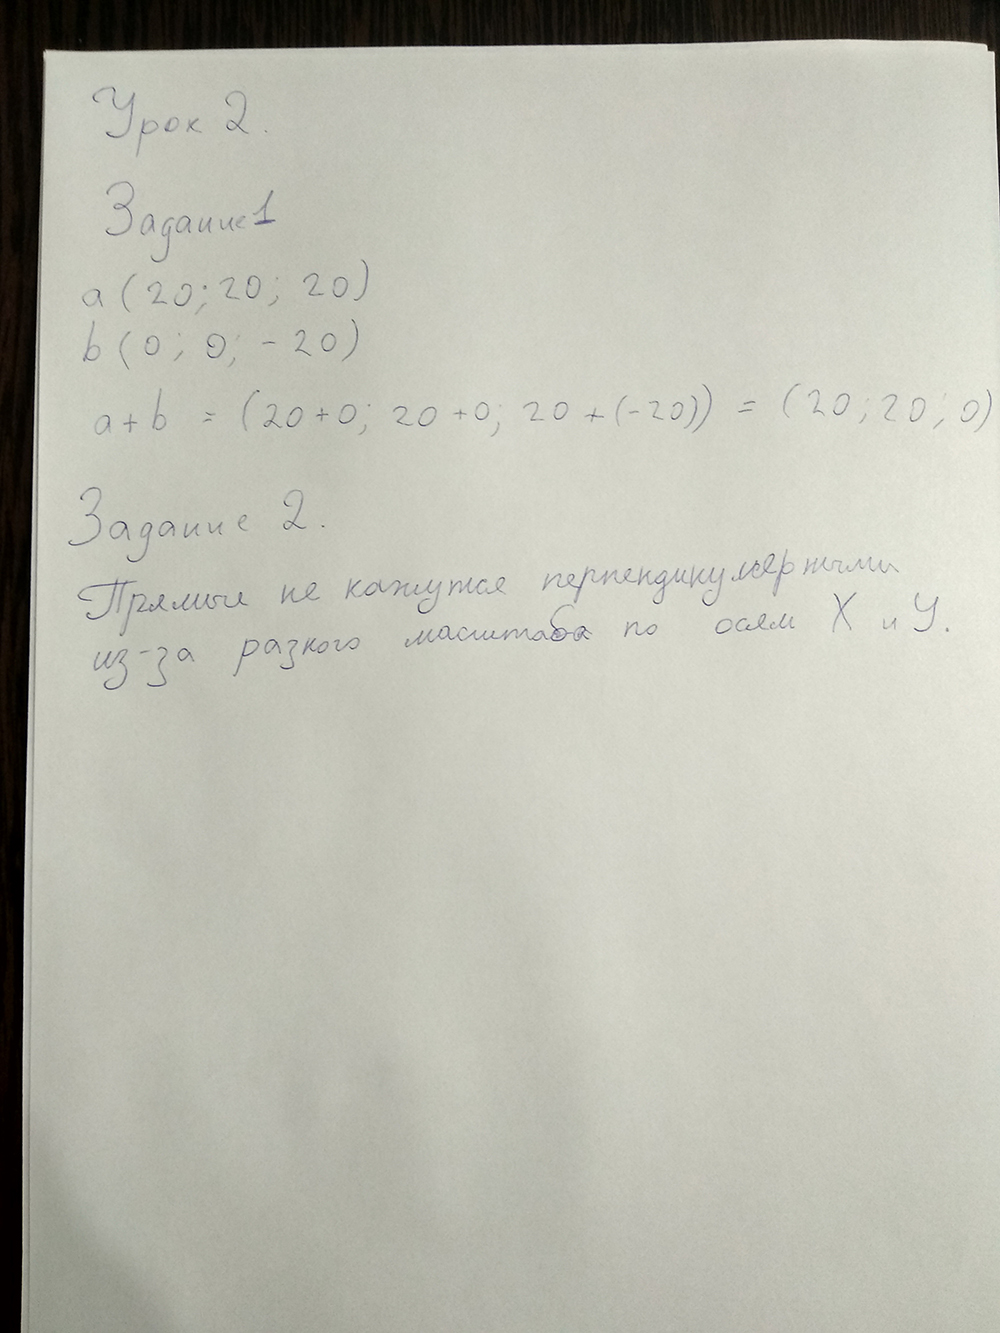 Урок 2.
Задание 1
a (20; 20; 20)
b (0; 0; -20)
a+b = (20+0; 20+0; 20+(-20)) = (20; 20; 0)
Задание 2.
Прямые не кажутся перпендикулярными
из-за разного масштаба по осям X и У.